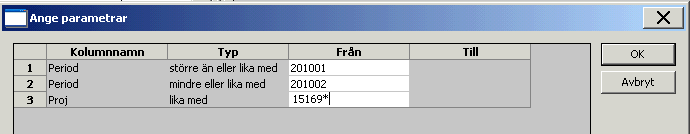 Ange parametrar
Kolumnnamn Typ Från Till
1 Period större än eller lika med 201001
2 Period mindre eller lika med 201002
3 Proj lika med 15169*
OK
Avbryt